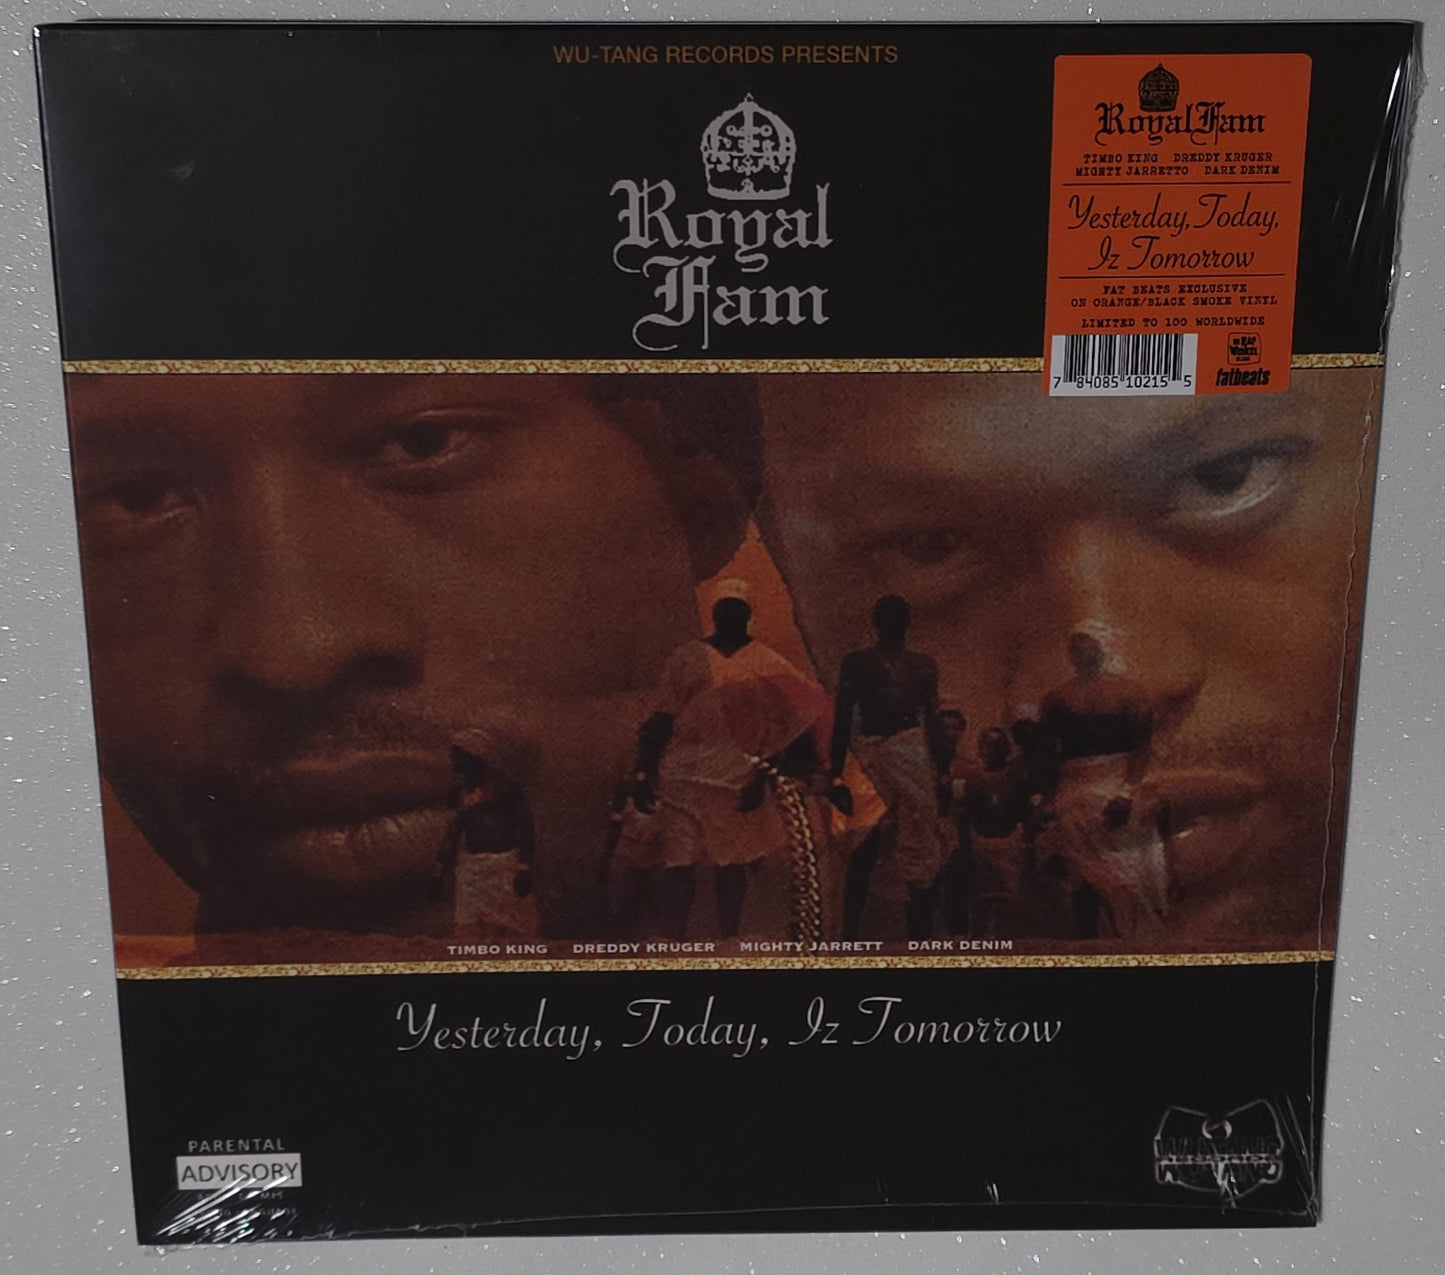 WU-TANG RECORDS PRESENTS
Royal
Fam
Royal Fam
TIMBO KING DREDDY KRUGER
MIGHTY JARRETTO DARK DENIM
Yesterday, Today,
Iz Tomorrow
FAT BEATS EXCLUSIVE
ON ORANGE/BLACK SMOKE VINYL
LIMITED TO 100 WORLDWIDE
7 84085 10215 5
fatbeats
TIMBO KING DREDDY KRUGER MIGHTY JARRETT DARK DENIM
Yesterday, Today, Iz Tomorrow
PARENTAL
ADVISORY